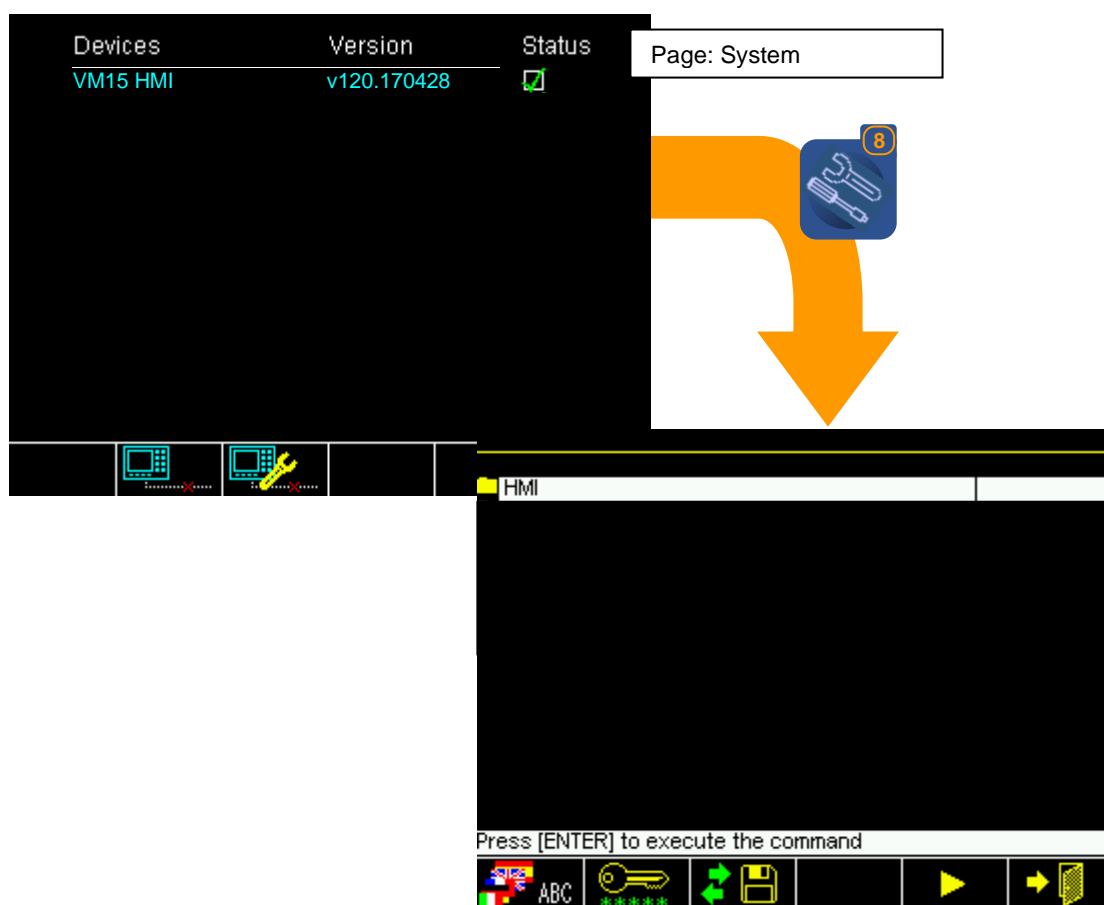 Devices Version Status
VM15 HMI v120.170428
Page: System
8
HMI
Press [ENTER] to execute the command
ABC
*****